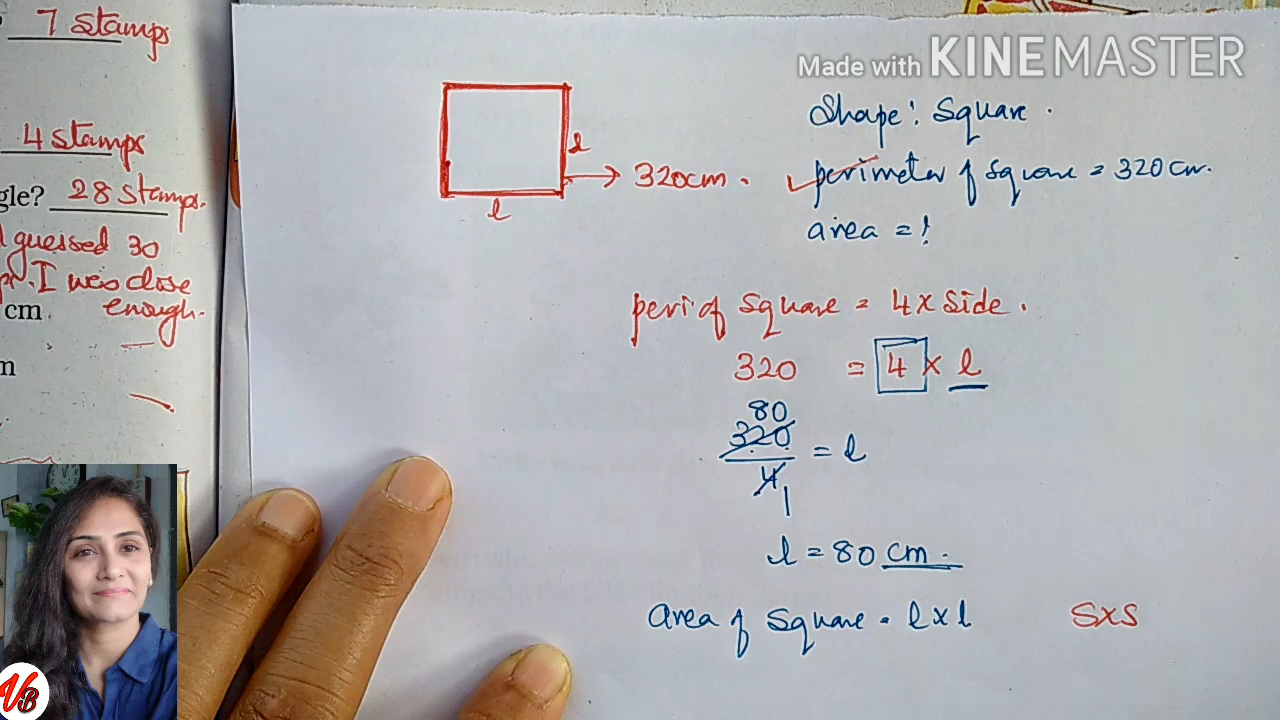 7 stamps
4 stamps
gle? 28 stamps.
guessed 30
I was close
cm enough.
m
Made with KINEMASTER
Shape: Square.
l
320cm.
perimeter of square = 320 cm.
l
area = ?
peri. of square = 4 x side.
320 = 4 x l
80
320
= l
4
1
l = 80 cm.
area of square = l x l SxS
VB